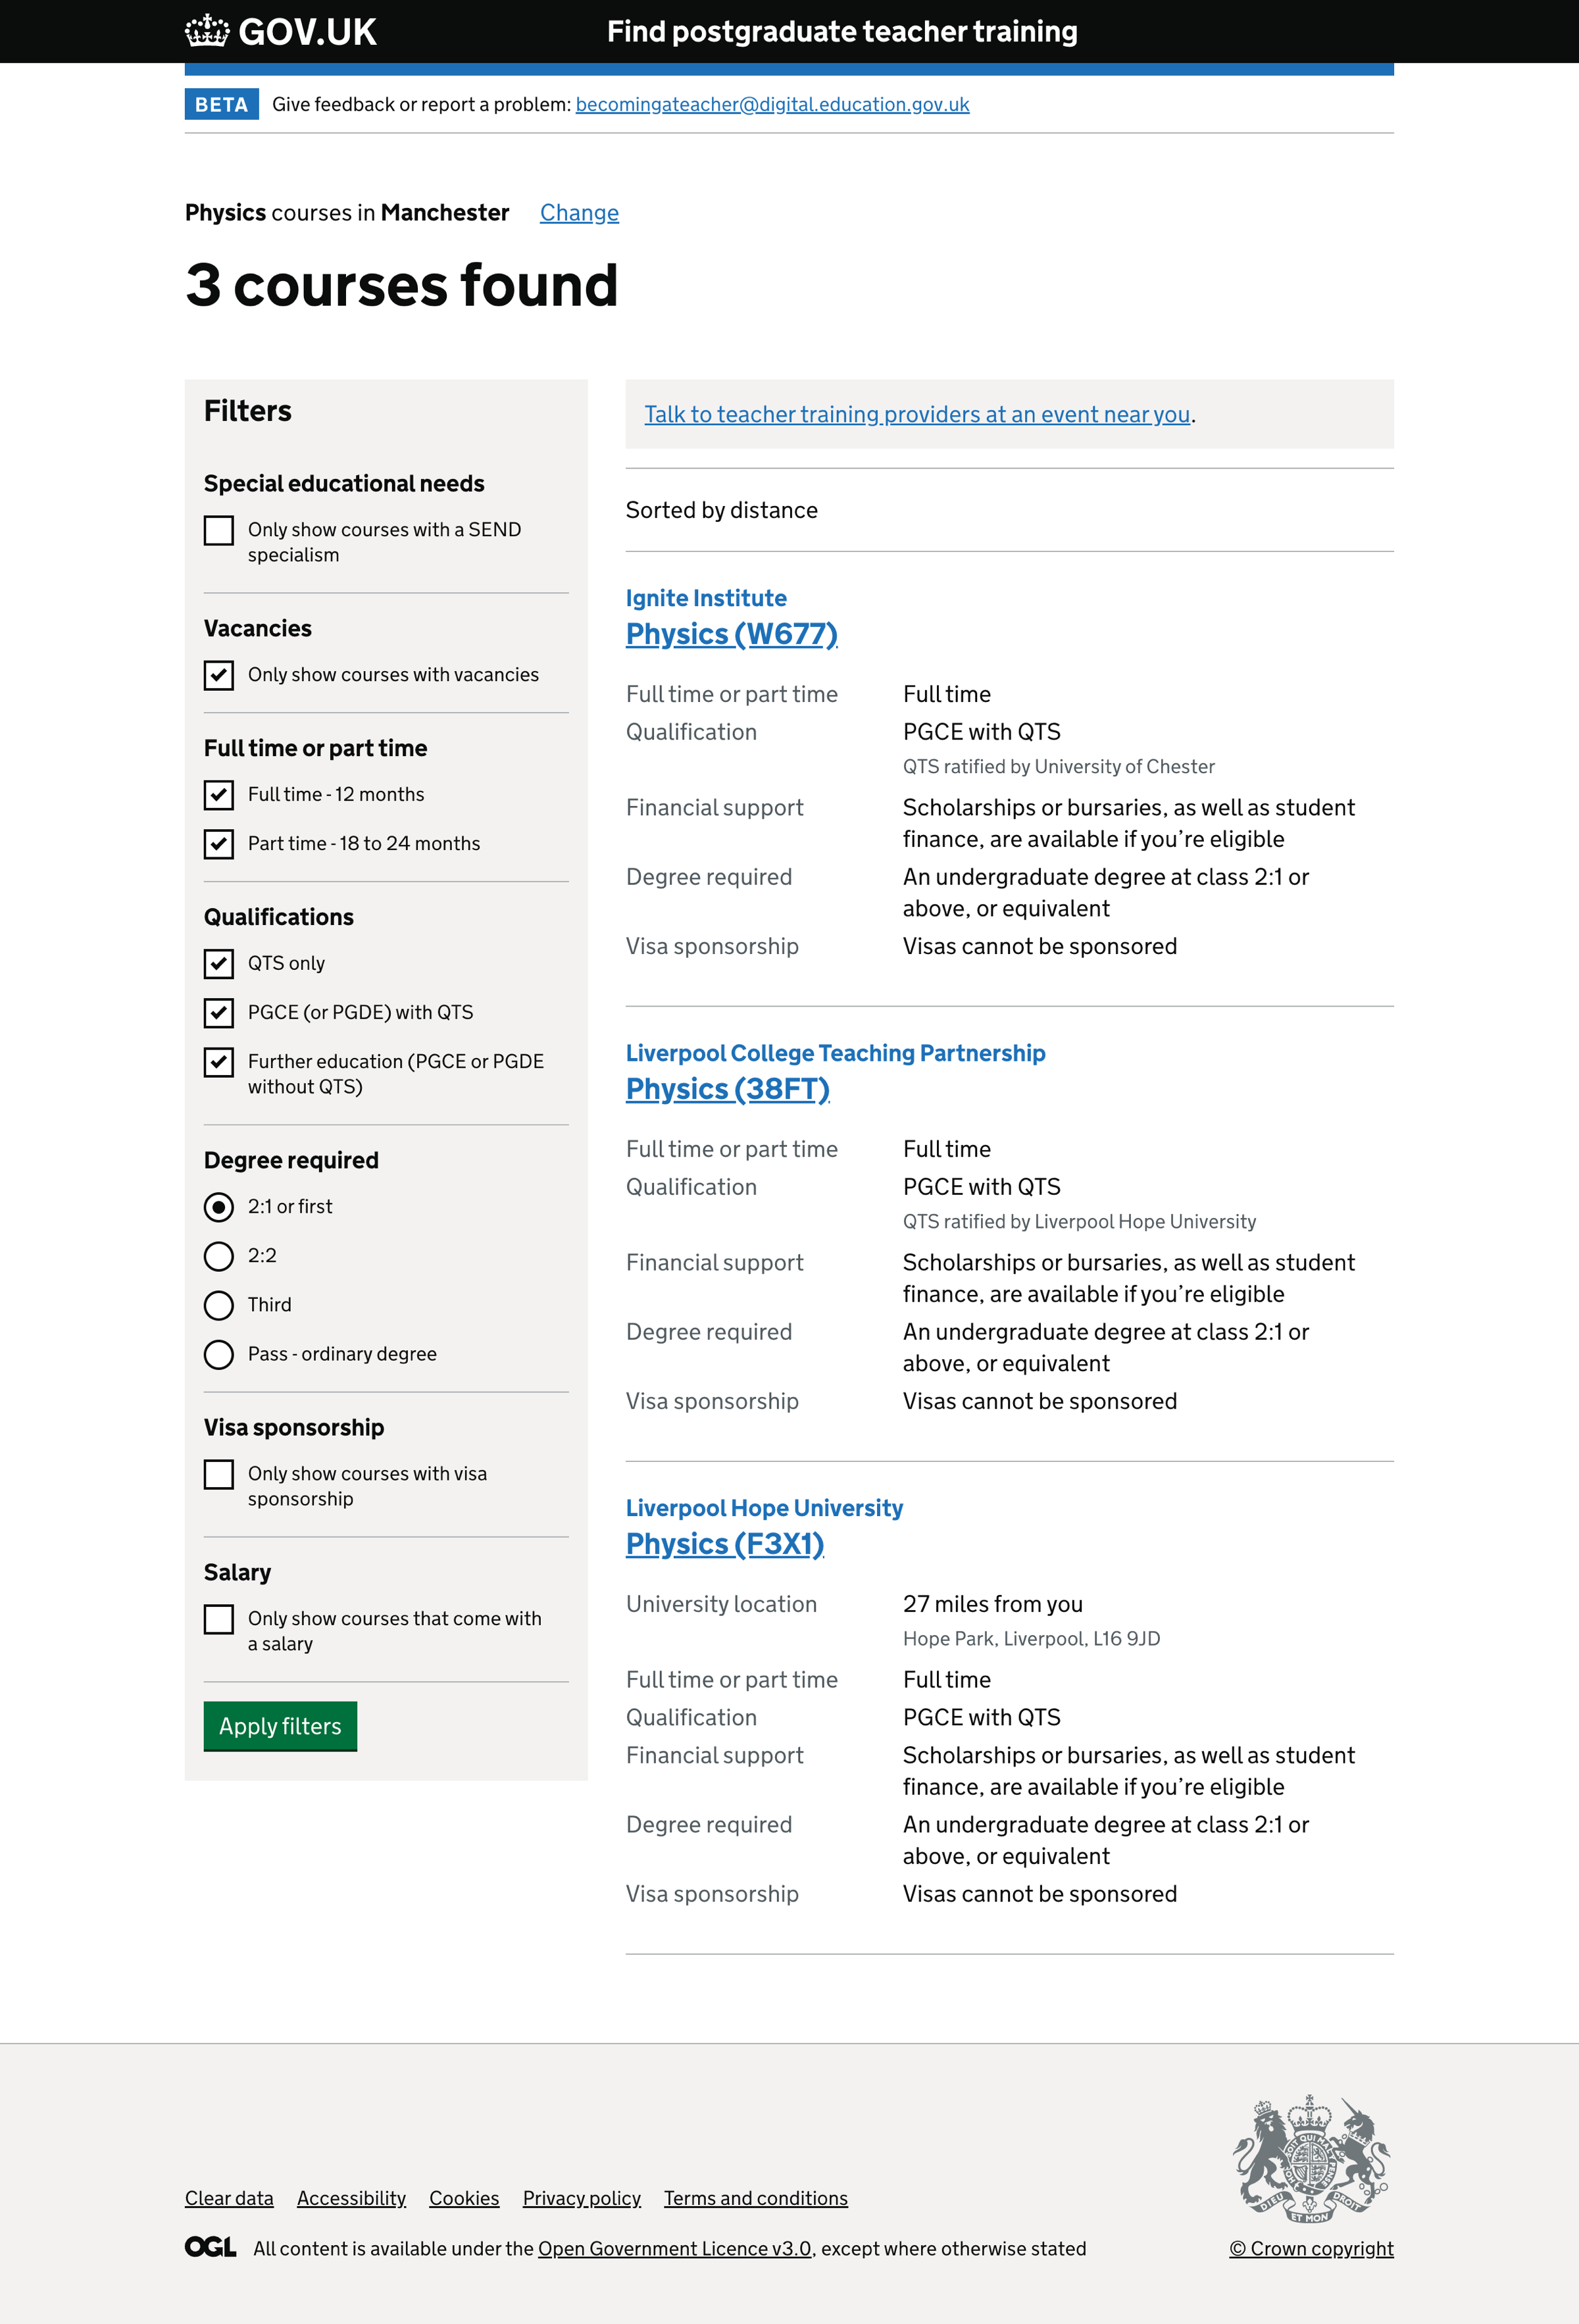 GOV.UK
Find postgraduate teacher training
BETA
Give feedback or report a problem: becomingateacher@digital.education.gov.uk
Physics courses in Manchester Change
3 courses found
Filters
Special educational needs
Only show courses with a SEND
specialism
Vacancies
Only show courses with vacancies
Full time or part time
Full time - 12 months
Part time - 18 to 24 months
Qualifications
QTS only
PGCE (or PGDE) with QTS
Further education (PGCE or PGDE
without QTS)
Degree required
2:1 or first
2:2
Third
Pass - ordinary degree
Visa sponsorship
Only show courses with visa
sponsorship
Salary
Only show courses that come with
a salary
Apply filters
Talk to teacher training providers at an event near you.
Sorted by distance
Ignite Institute
Physics (W677)
Full time or part time Full time
Qualification PGCE with QTS
QTS ratified by University of Chester
Financial support Scholarships or bursaries, as well as student
finance, are available if you’re eligible
Degree required An undergraduate degree at class 2:1 or
above, or equivalent
Visa sponsorship Visas cannot be sponsored
Liverpool College Teaching Partnership
Physics (38FT)
Full time or part time Full time
Qualification PGCE with QTS
QTS ratified by Liverpool Hope University
Financial support Scholarships or bursaries, as well as student
finance, are available if you’re eligible
Degree required An undergraduate degree at class 2:1 or
above, or equivalent
Visa sponsorship Visas cannot be sponsored
Liverpool Hope University
Physics (F3X1)
University location 27 miles from you
Hope Park, Liverpool, L16 9JD
Full time or part time Full time
Qualification PGCE with QTS
Financial support Scholarships or bursaries, as well as student
finance, are available if you’re eligible
Degree required An undergraduate degree at class 2:1 or
above, or equivalent
Visa sponsorship Visas cannot be sponsored
Clear data Accessibility Cookies Privacy policy Terms and conditions
OGL All content is available under the Open Government Licence v3.0, except where otherwise stated
DIEU ET MON DROIT
© Crown copyright